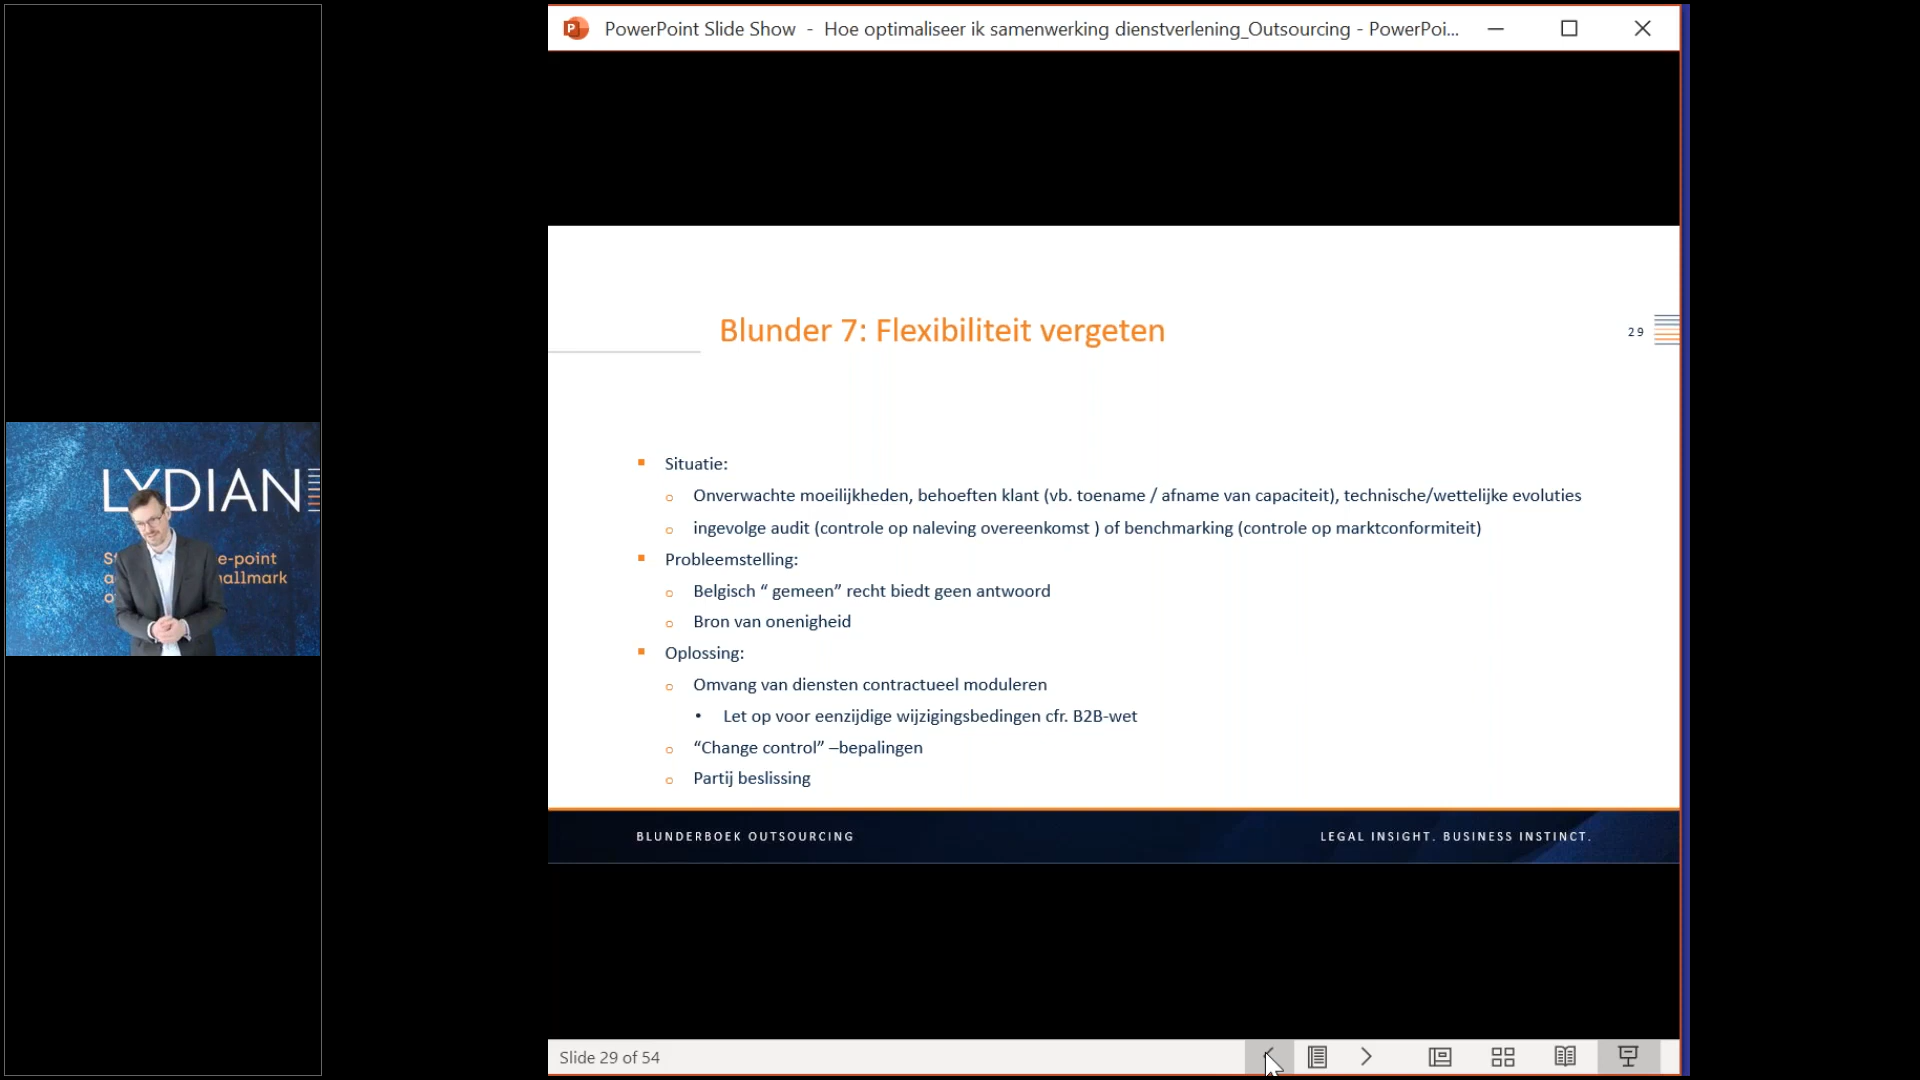 PowerPoint Slide Show - Hoe optimaliseer ik samenwerking dienstverlening_Outsourcing - PowerPoi...
Blunder 7: Flexibiliteit vergeten
29
Situatie:
Onverwachte moeilijkheden, behoeften klant (vb. toename / afname van capaciteit), technische/wettelijke evoluties
ingevolge audit (controle op naleving overeenkomst ) of benchmarking (controle op marktconformiteit)
Probleemstelling:
Belgisch “ gemeen” recht biedt geen antwoord
Bron van onenigheid
Oplossing:
Omvang van diensten contractueel moduleren
Let op voor eenzijdige wijzigingsbedingen cfr. B2B-wet
“Change control” –bepalingen
Partij beslissing
BLUNDERBOEK OUTSOURCING
LEGAL INSIGHT. BUSINESS INSTINCT.
Slide 29 of 54
LYDIAN
e-point
allmark